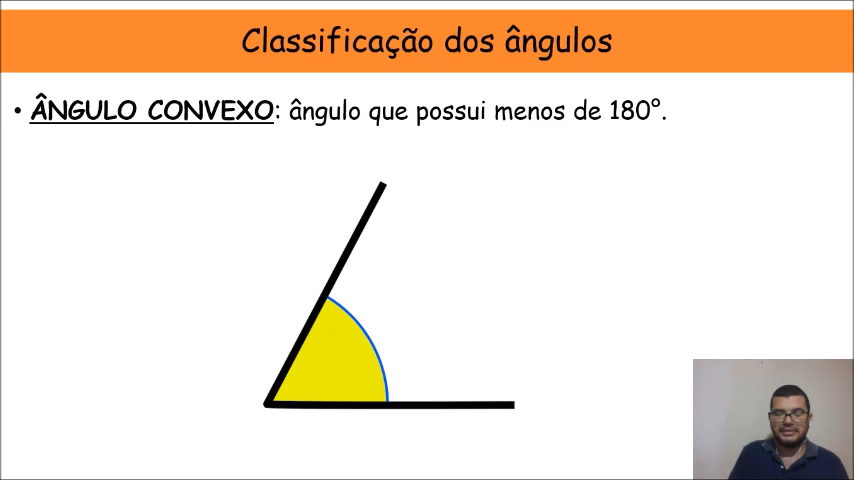 Classificação dos ângulos
• ÂNGULO CONVEXO: ângulo que possui menos de 180°.